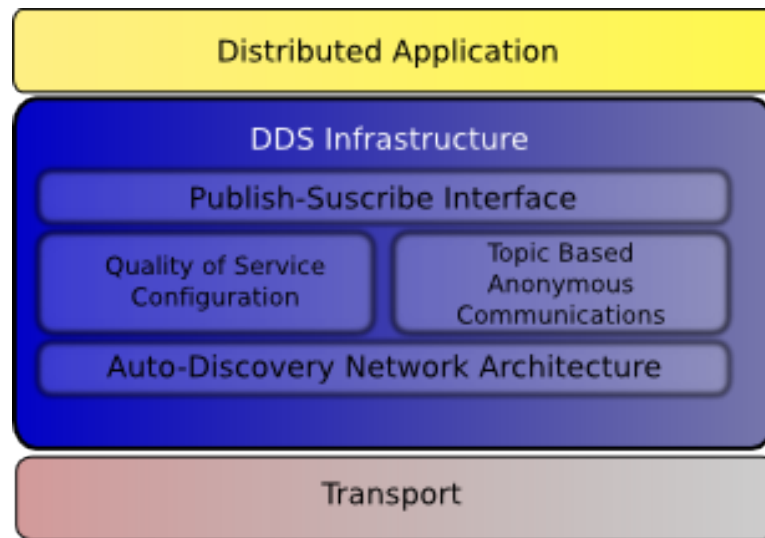 Distributed Application
DDS Infrastructure
Publish-Suscribe Interface
Quality of Service
Configuration
Topic Based
Anonymous
Communications
Auto-Discovery Network Architecture
Transport